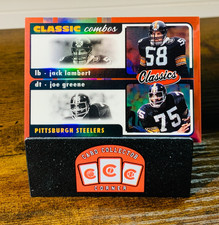 CLASSIC combos
58
lb - jack lambert
Classics
dt - joe greene
75
PITTSBURGH STEELERS
CARD COLLECTOR
CORNER